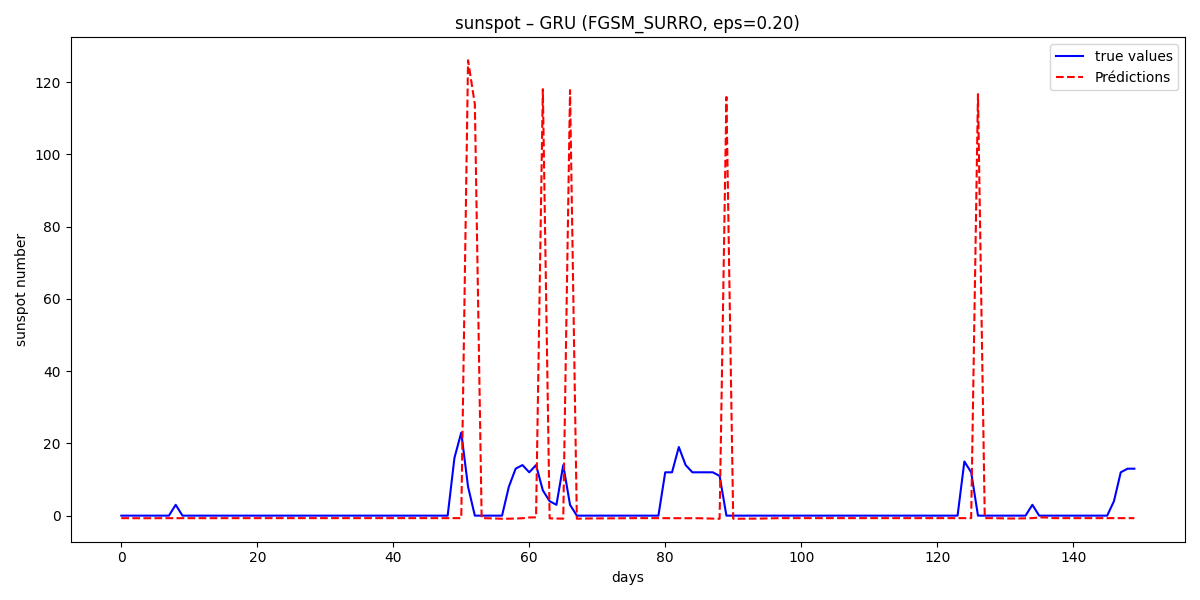 sunspot – GRU (FGSM_SURRO, eps=0.20)
true values
Prédictions
sunspot number
120
100
80
60
40
20
0
0 20 40 60 80 100 120 140
days